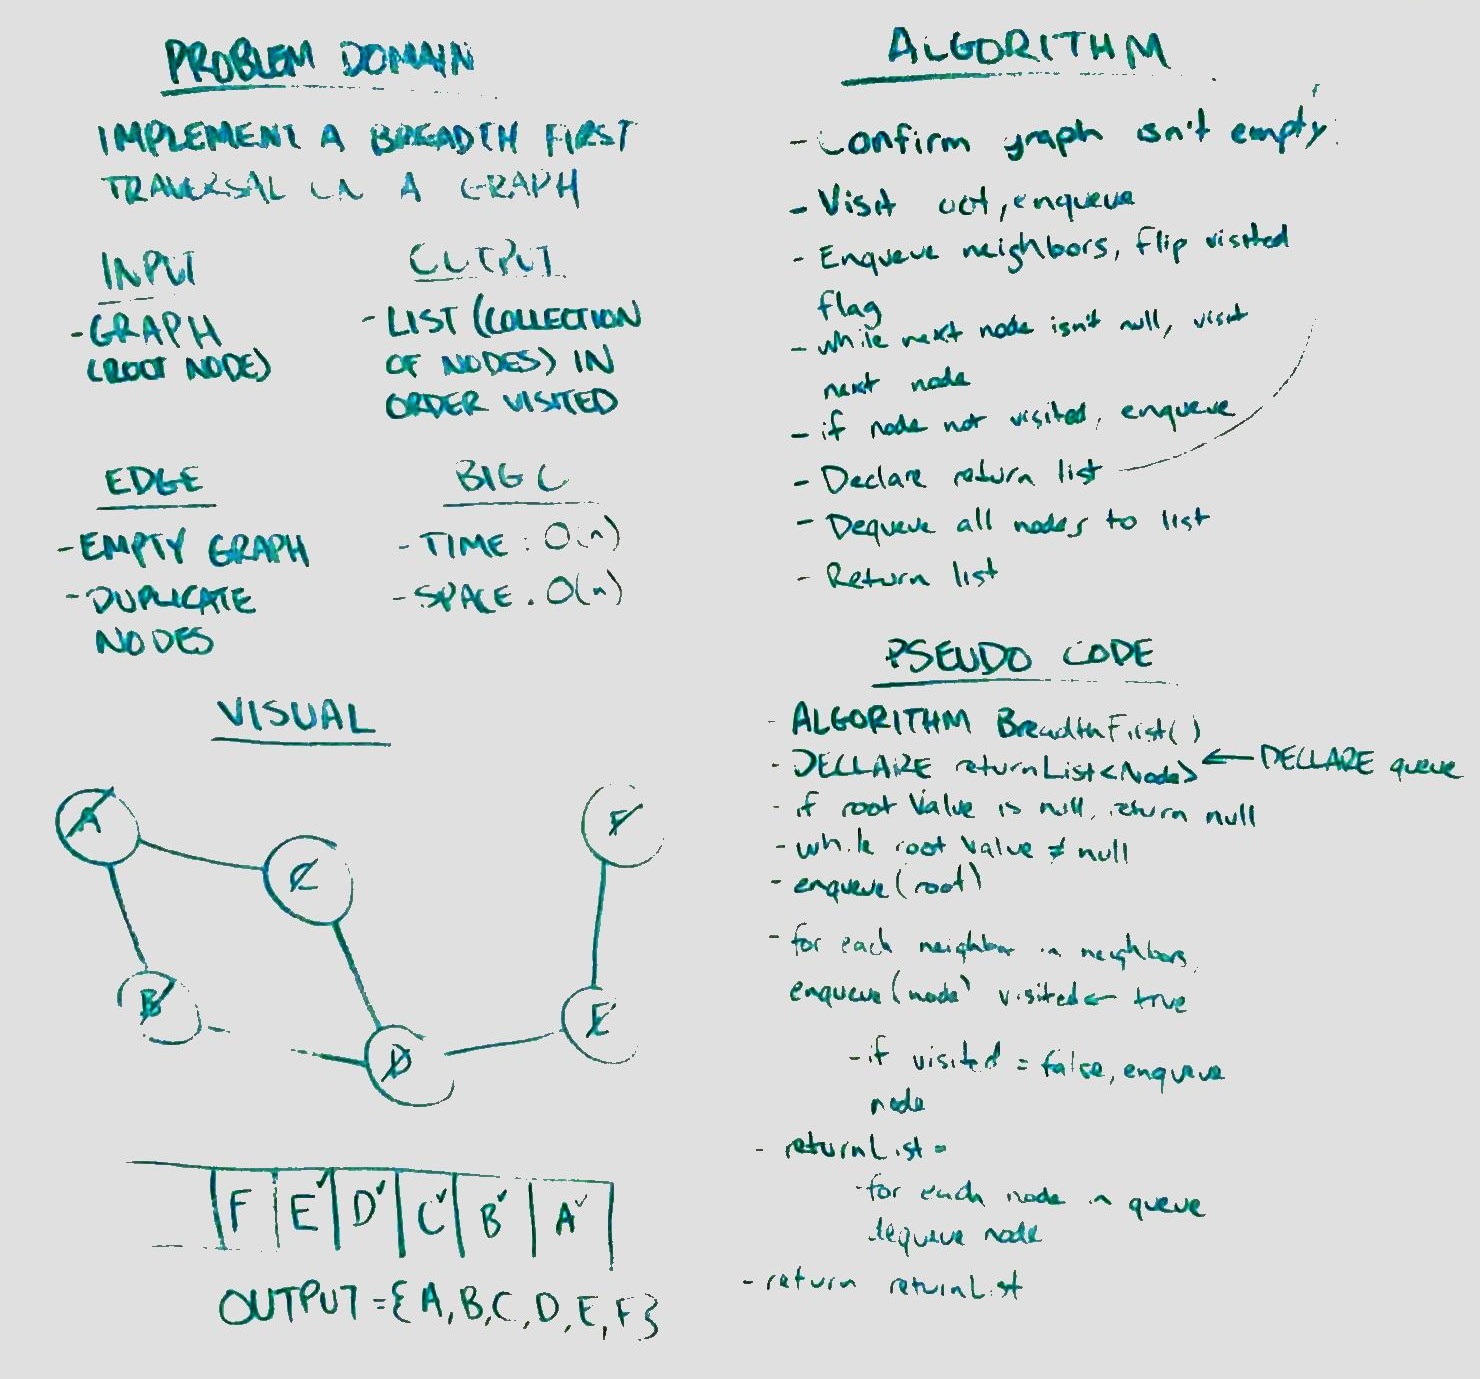 PROBLEM DOMAIN
IMPLEMENT A BREADTH FIRST
TRAVERSAL ON A GRAPH
INPUT
- GRAPH
(ROOT NODE)
OUTPUT
- LIST (COLLECTION
OF NODES) IN
ORDER VISITED
EDGE
- EMPTY GRAPH
- DUPLICATE
NODES
BIG O
- TIME: O(n)
- SPACE. O(n)
VISUAL
A
C
F
B
D
E
F E✓ D✓ C✓ B✓ A✓
OUTPUT = {A, B, C, D, E, F}
ALGORITHM
- Confirm graph isn't empty
- Visit oot, enqueue
- Enqueue neighbors, flip visited
flag
- while next node isn't null, visit
next node
- if node not visited, enqueue
- Declare return list
- Dequeue all nodes to list
- Return list
PSEUDO CODE
- ALGORITHM BreadthFirst()
- DECLARE returnList<Node> ← DECLARE queue
- if root Value is null, return null
- while root Value ≠ null
- enqueue(root)
- for each neighbor in neighbors,
enqueue(node) visited ← true
- if visited = false, enqueue
node
- returnList =
- for each node in queue
dequeue node
- return returnList